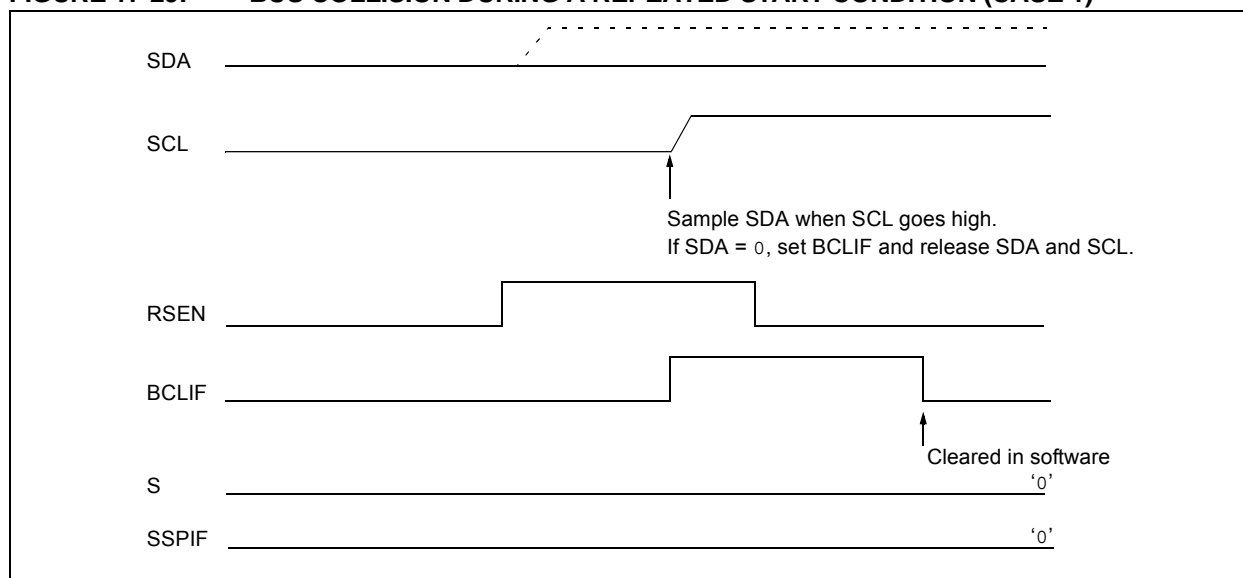 SDA
SCL
Sample SDA when SCL goes high.
If SDA = 0, set BCLIF and release SDA and SCL.
RSEN
BCLIF
Cleared in software
S
‘0’
SSPIF
‘0’